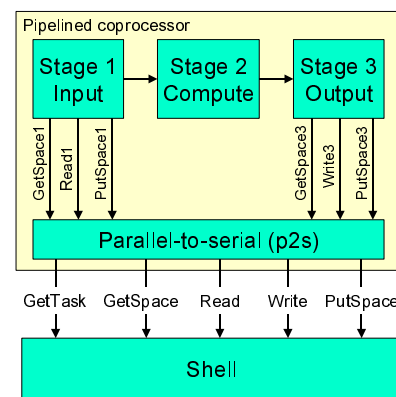 Pipelined coprocessor
Stage 1
Input
Stage 2
Compute
Stage 3
Output
GetSpace1
Read1
PutSpace1
GetSpace3
Write3
PutSpace3
Parallel-to-serial (p2s)
GetTask
GetSpace
Read
Write
PutSpace
Shell